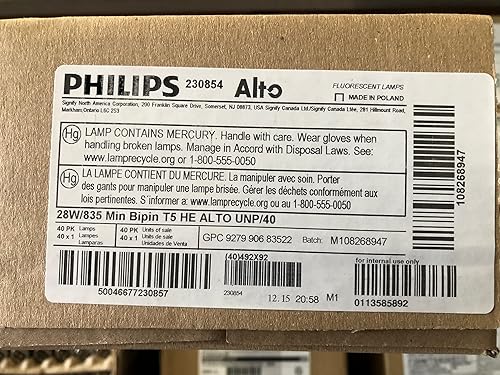 PHILIPS 230854 Alto FLUORESCENT LAMPS
MADE IN POLAND
Signify North America Corporation, 200 Franklin Square Drive, Somerset, NJ 08873, USA Signify Canada Ltd/Signify Canada Ltée, 281 Hillmount Road,
Markham,Ontario L6C 2S3
Hg LAMP CONTAINS MERCURY. Handle with care. Wear gloves when
handling broken lamps. Manage in Accord with Disposal Laws. See:
www.lamprecycle.org or 1-800-555-0050
Hg LA LAMPE CONTIENT DU MERCURE. La manipuler avec soin. Porter
des gants pour manipuler une lampe brisée. Gérer les déchets conformément
lois pertinentes. S'informer a: www.lamprecycle.org ou au 1-800-555-0050
28W/835 Min Bipin T5 HE ALTO UNP/40
40 PK Lamps 40 PK Units of sale
40 x 1 Lampes 40 x 1 Unités de sale
Lamparas Unidades de Venta
GPC 9279 906 83522 Batch: M108268947
(40)492X92
for internal use only
50046677230857
230854
12.15 20:58 M1
0113585892
108268947